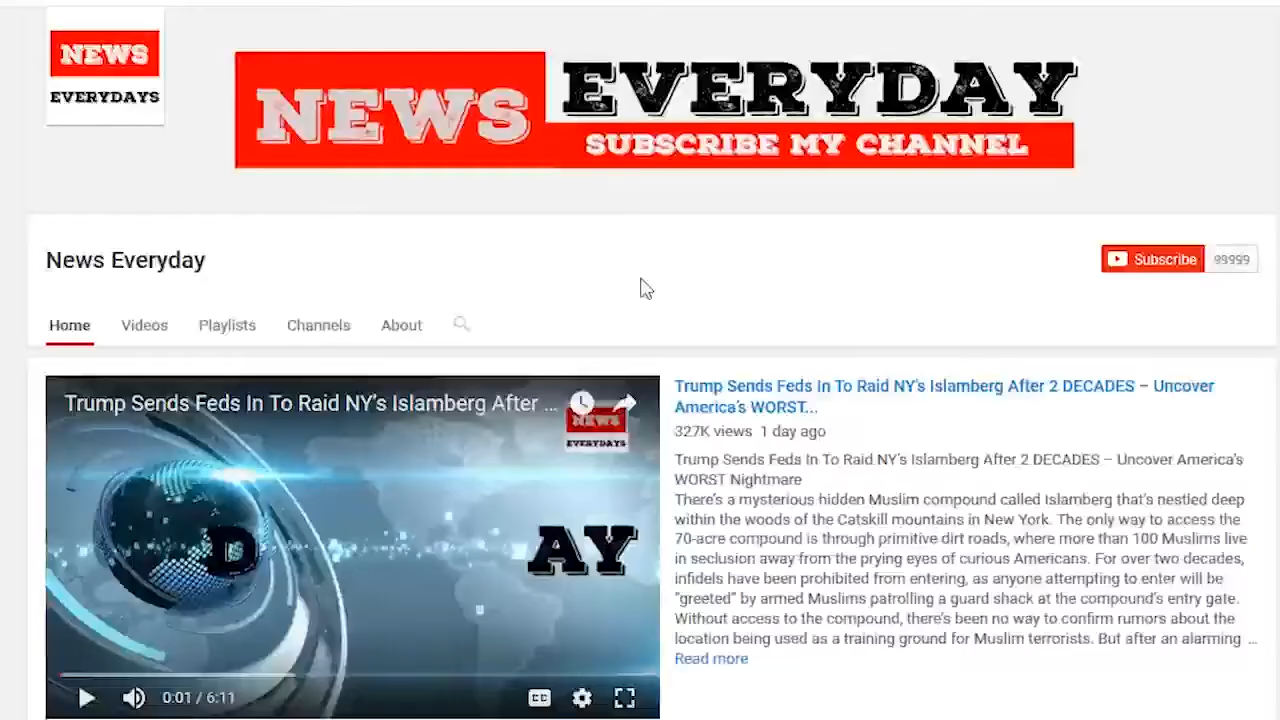 NEWS
EVERYDAYS
NEWS
EVERYDAY
SUBSCRIBE MY CHANNEL
News Everyday
Subscribe
99999
Home
Videos
Playlists
Channels
About
Trump Sends Feds In To Raid NY's Islamberg After ...
NEWS
EVERYDAYS
D
AY
0:01 / 6:11
CC
Trump Sends Feds In To Raid NY's Islamberg After 2 DECADES – Uncover
America's WORST...
327K views 1 day ago
Trump Sends Feds In To Raid NY's Islamberg After 2 DECADES – Uncover America's
WORST Nightmare
There's a mysterious hidden Muslim compound called Islamberg that's nestled deep
within the woods of the Catskill mountains in New York. The only way to access the
70-acre compound is through primitive dirt roads, where more than 100 Muslims live
in seclusion away from the prying eyes of curious Americans. For over two decades,
infidels have been prohibited from entering, as anyone attempting to enter will be
"greeted" by armed Muslims patrolling a guard shack at the compound's entry gate.
Without access to the compound, there's been no way to confirm rumors about the
location being used as a training ground for Muslim terrorists. But after an alarming ...
Read more